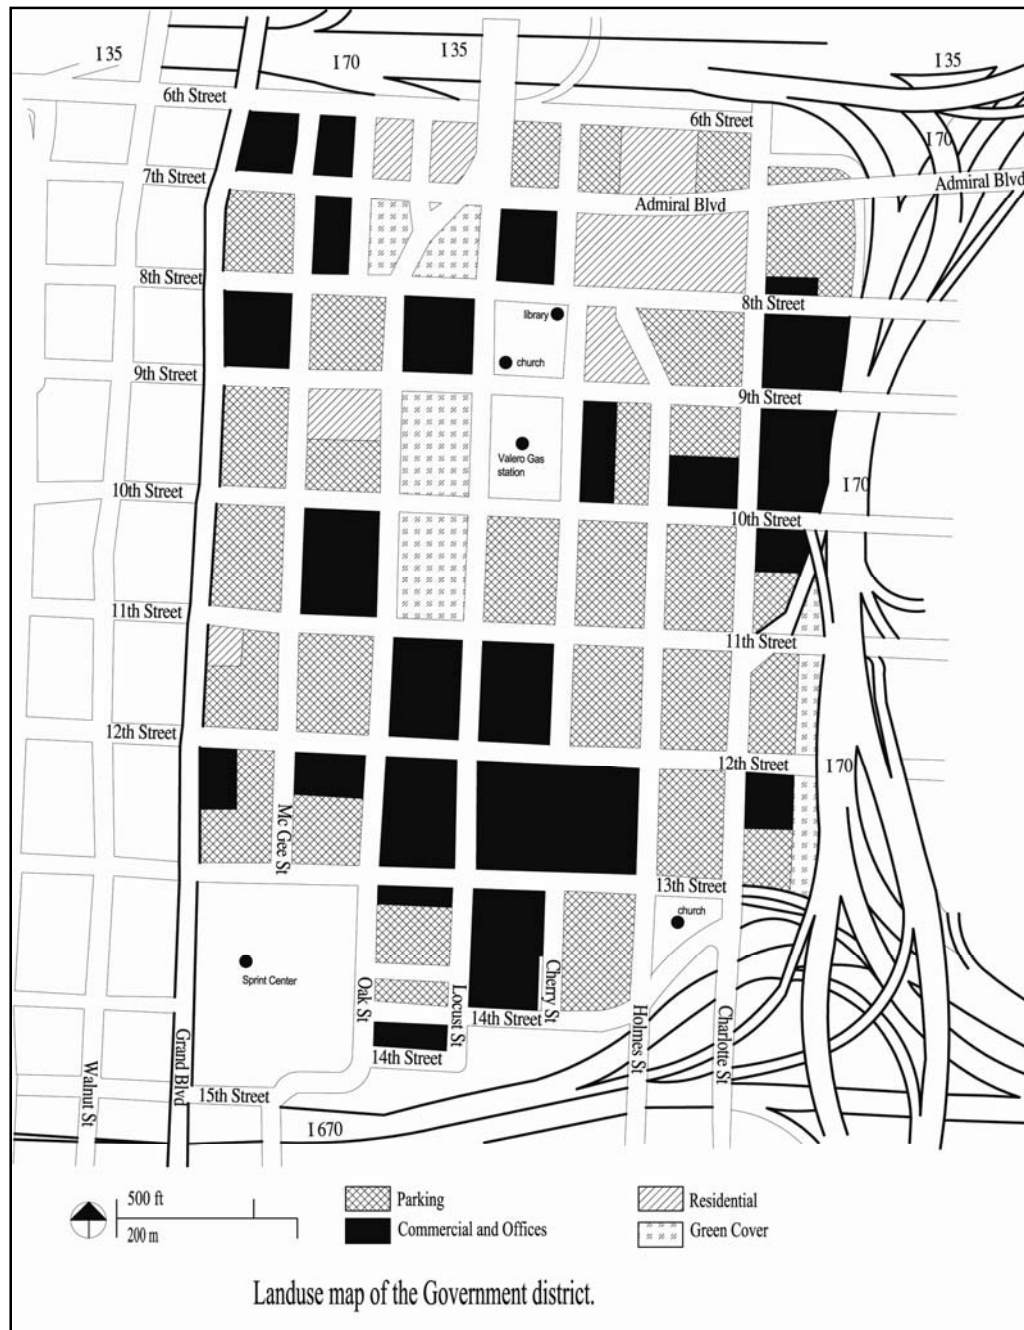 I 35
I 70
I 35
I 35
6th Street
6th Street
I 70
7th Street
Admiral Blvd
Admiral Blvd
8th Street
8th Street
library
church
9th Street
9th Street
Valero Gas
station
10th Street
I 70
10th Street
11th Street
11th Street
12th Street
12th Street
I 70
Mc Gee St
13th Street
church
Sprint Center
Oak St
Locust St
Cherry St
14th Street
Holmes St
Charlotte St
14th Street
Walnut St
Grand Blvd
15th Street
I 670
500 ft
200 m
Parking
Commercial and Offices
Residential
Green Cover
Landuse map of the Government district.